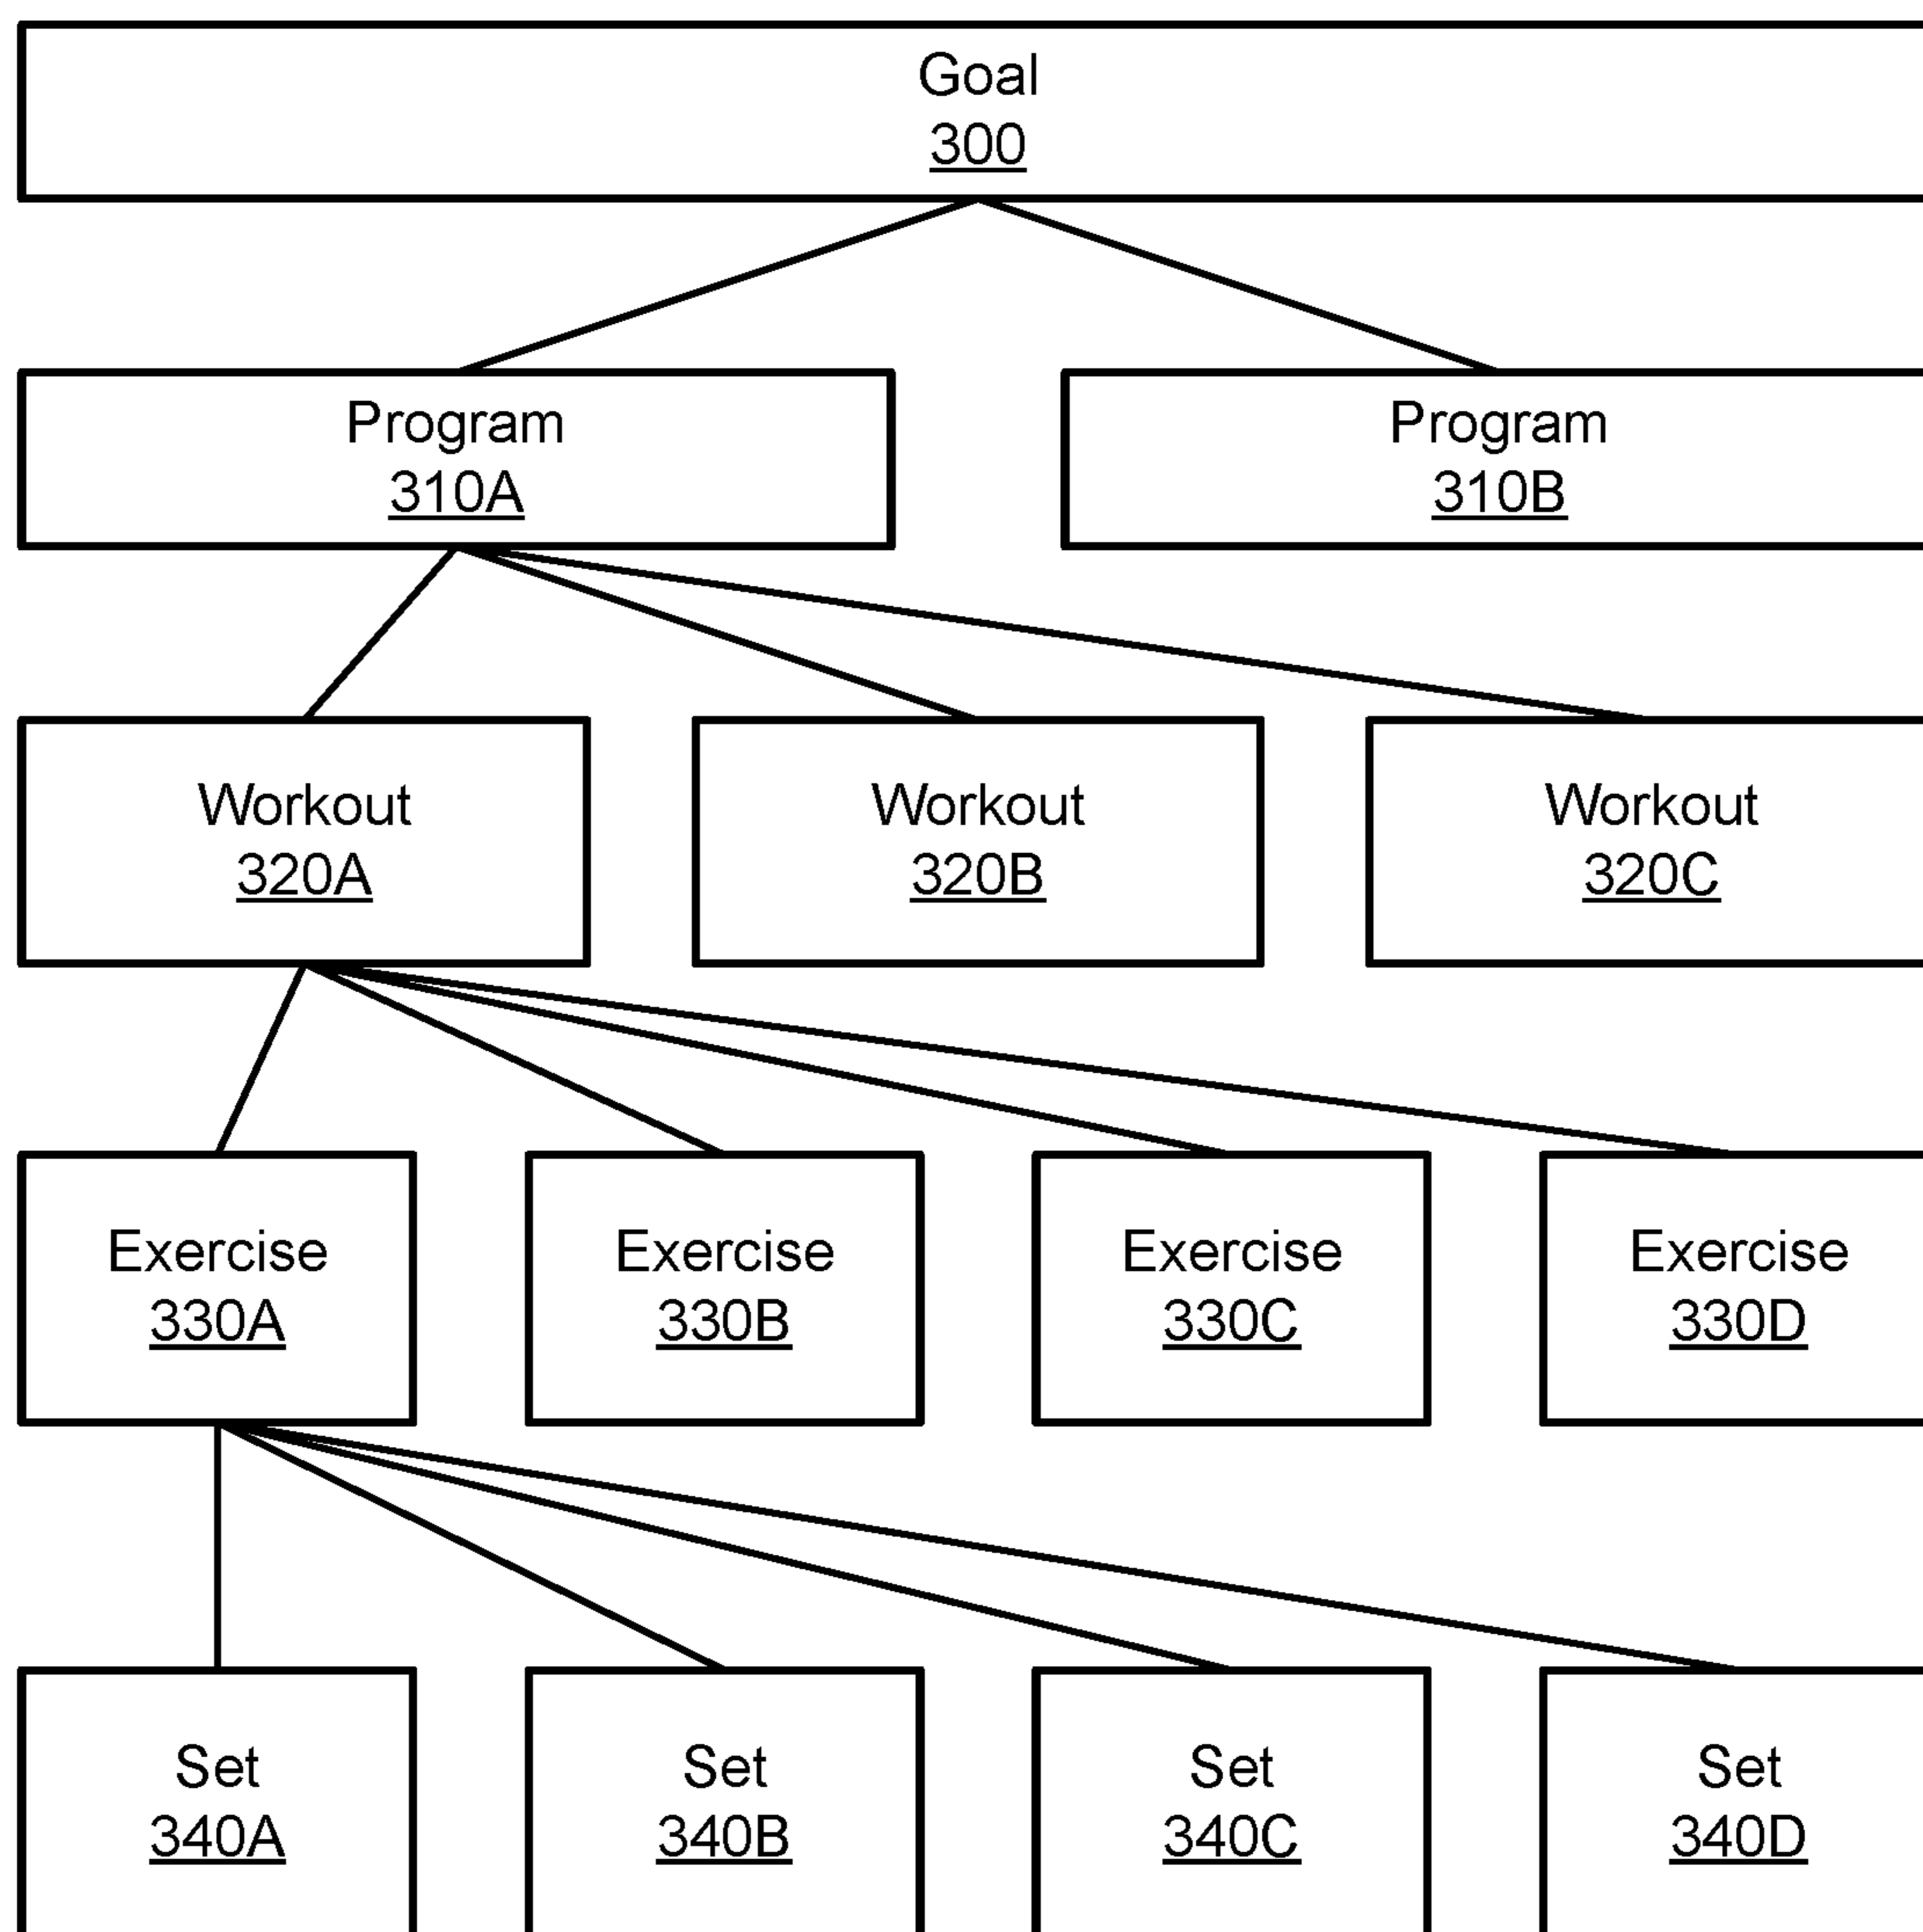 Goal
300
Program
310A
Program
310B
Workout
320A
Workout
320B
Workout
320C
Exercise
330A
Exercise
330B
Exercise
330C
Exercise
330D
Set
340A
Set
340B
Set
340C
Set
340D